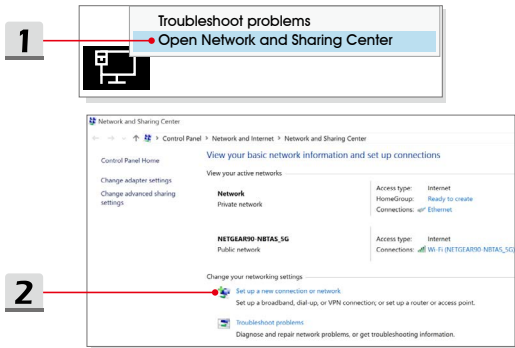 1
Troubleshoot problems
Open Network and Sharing Center
Network and Sharing Center
Control Panel > Network and Internet > Network and Sharing Center
Control Panel Home
Change adapter settings
Change advanced sharing
settings
View your basic network information and set up connections
View your active networks
Network
Private network
Access type: Internet
HomeGroup: Ready to create
Connections: Ethernet
NETGEAR90-NBTAS_5G
Public network
Access type: Internet
Connections: Wi-Fi (NETGEAR90-NBTAS_5G)
Change your networking settings
2
Set up a new connection or network
Set up a broadband, dial-up, or VPN connection; or set up a router or access point.
Troubleshoot problems
Diagnose and repair network problems, or get troubleshooting information.